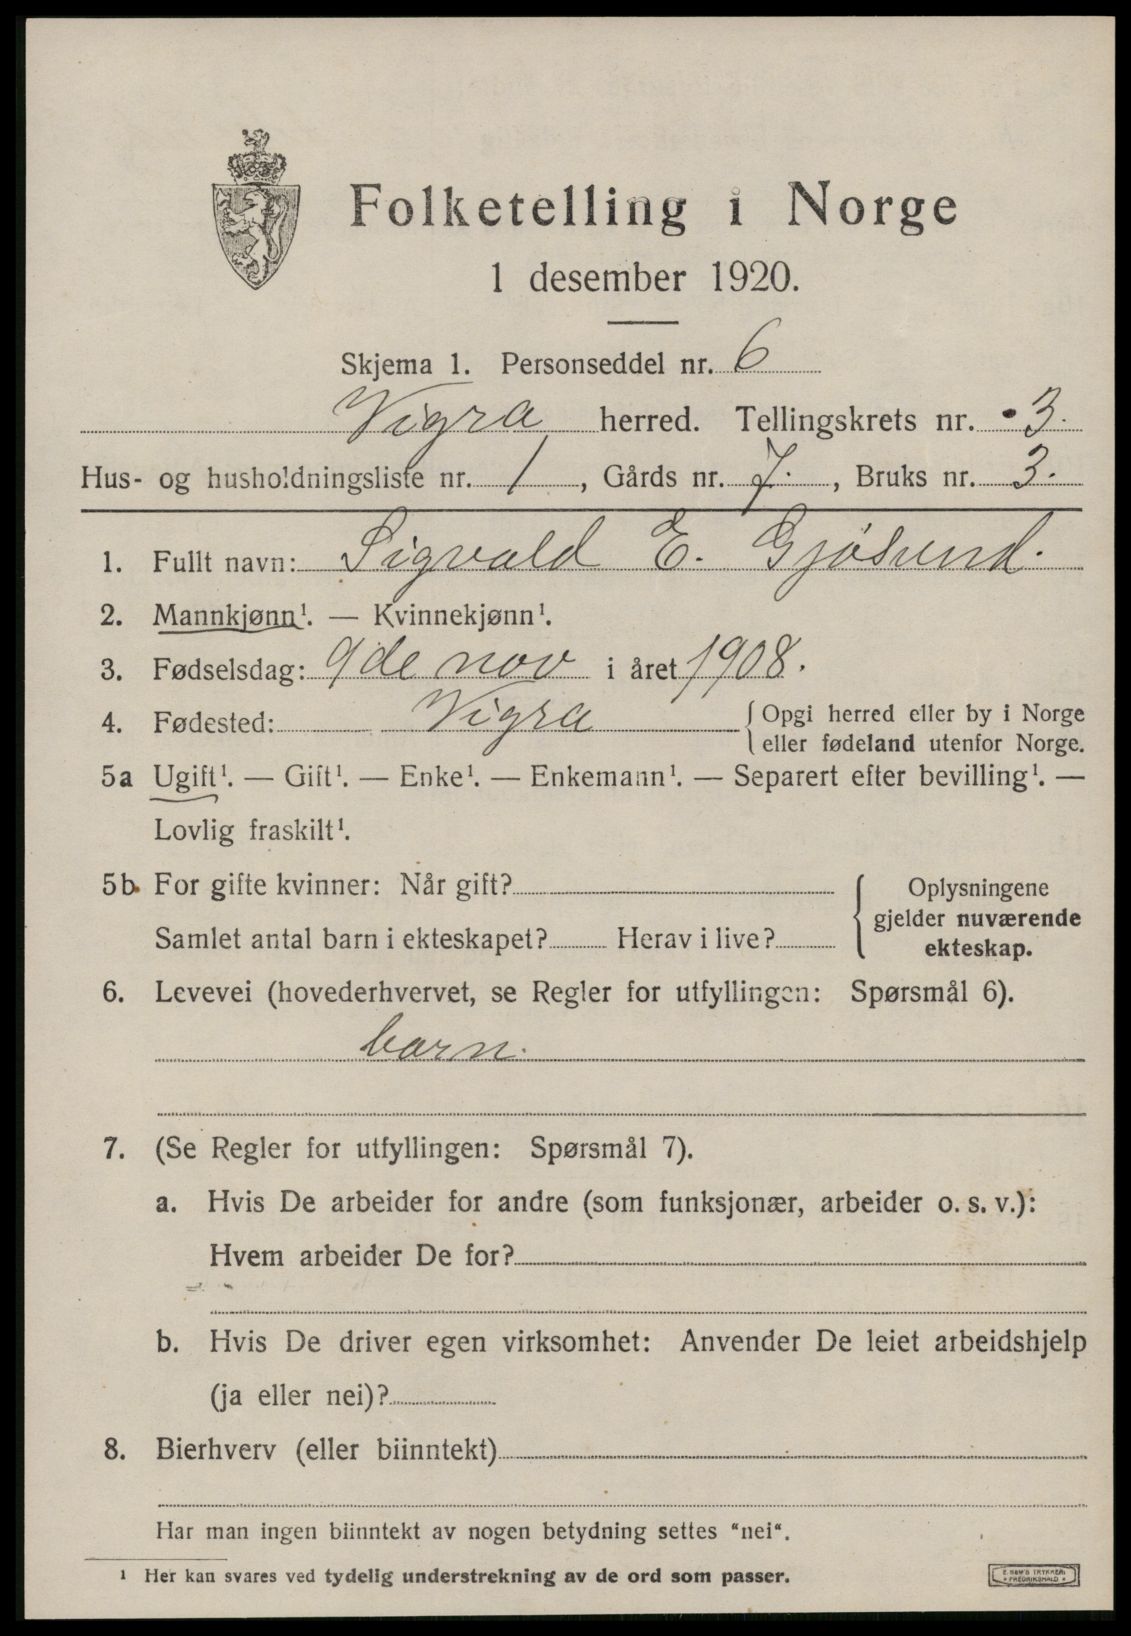 Folketelling i Norge
1 desember 1920.
Skjema 1. Personseddel nr. 6
Vigra herred. Tellingskrets nr. 3.
Hus- og husholdningsliste nr. 1, Gårds nr. 7., Bruks nr. 3.
1. Fullt navn: Sigvald E. Gjösund.
2. Mannkjønn¹. — Kvinnekjønn¹.
3. Fødselsdag: 9de nov i året 1908.
4. Fødested: Vigra { Opgi herred eller by i Norge
eller fødeland utenfor Norge.
5a Ugift¹. — Gift¹. — Enke¹. — Enkemann¹. — Separert efter bevilling¹. —
Lovlig fraskilt¹.
5b. For gifte kvinner: Når gift?
Samlet antal barn i ekteskapet? Herav i live?
{ Oplysningene
gjelder nuværende
ekteskap.
6. Levevei (hovederhvervet, se Regler for utfyllingen: Spørsmål 6).
barn.
7. (Se Regler for utfyllingen: Spørsmål 7).
a. Hvis De arbeider for andre (som funksjonær, arbeider o. s. v.):
Hvem arbeider De for?
b. Hvis De driver egen virksomhet: Anvender De leiet arbeidshjelp
(ja eller nei)?
8. Bierhverv (eller biinntekt)
Har man ingen biinntekt av nogen betydning settes "nei".
¹ Her kan svares ved tydelig understrekning av de ord som passer.
FREDRIKSHALD